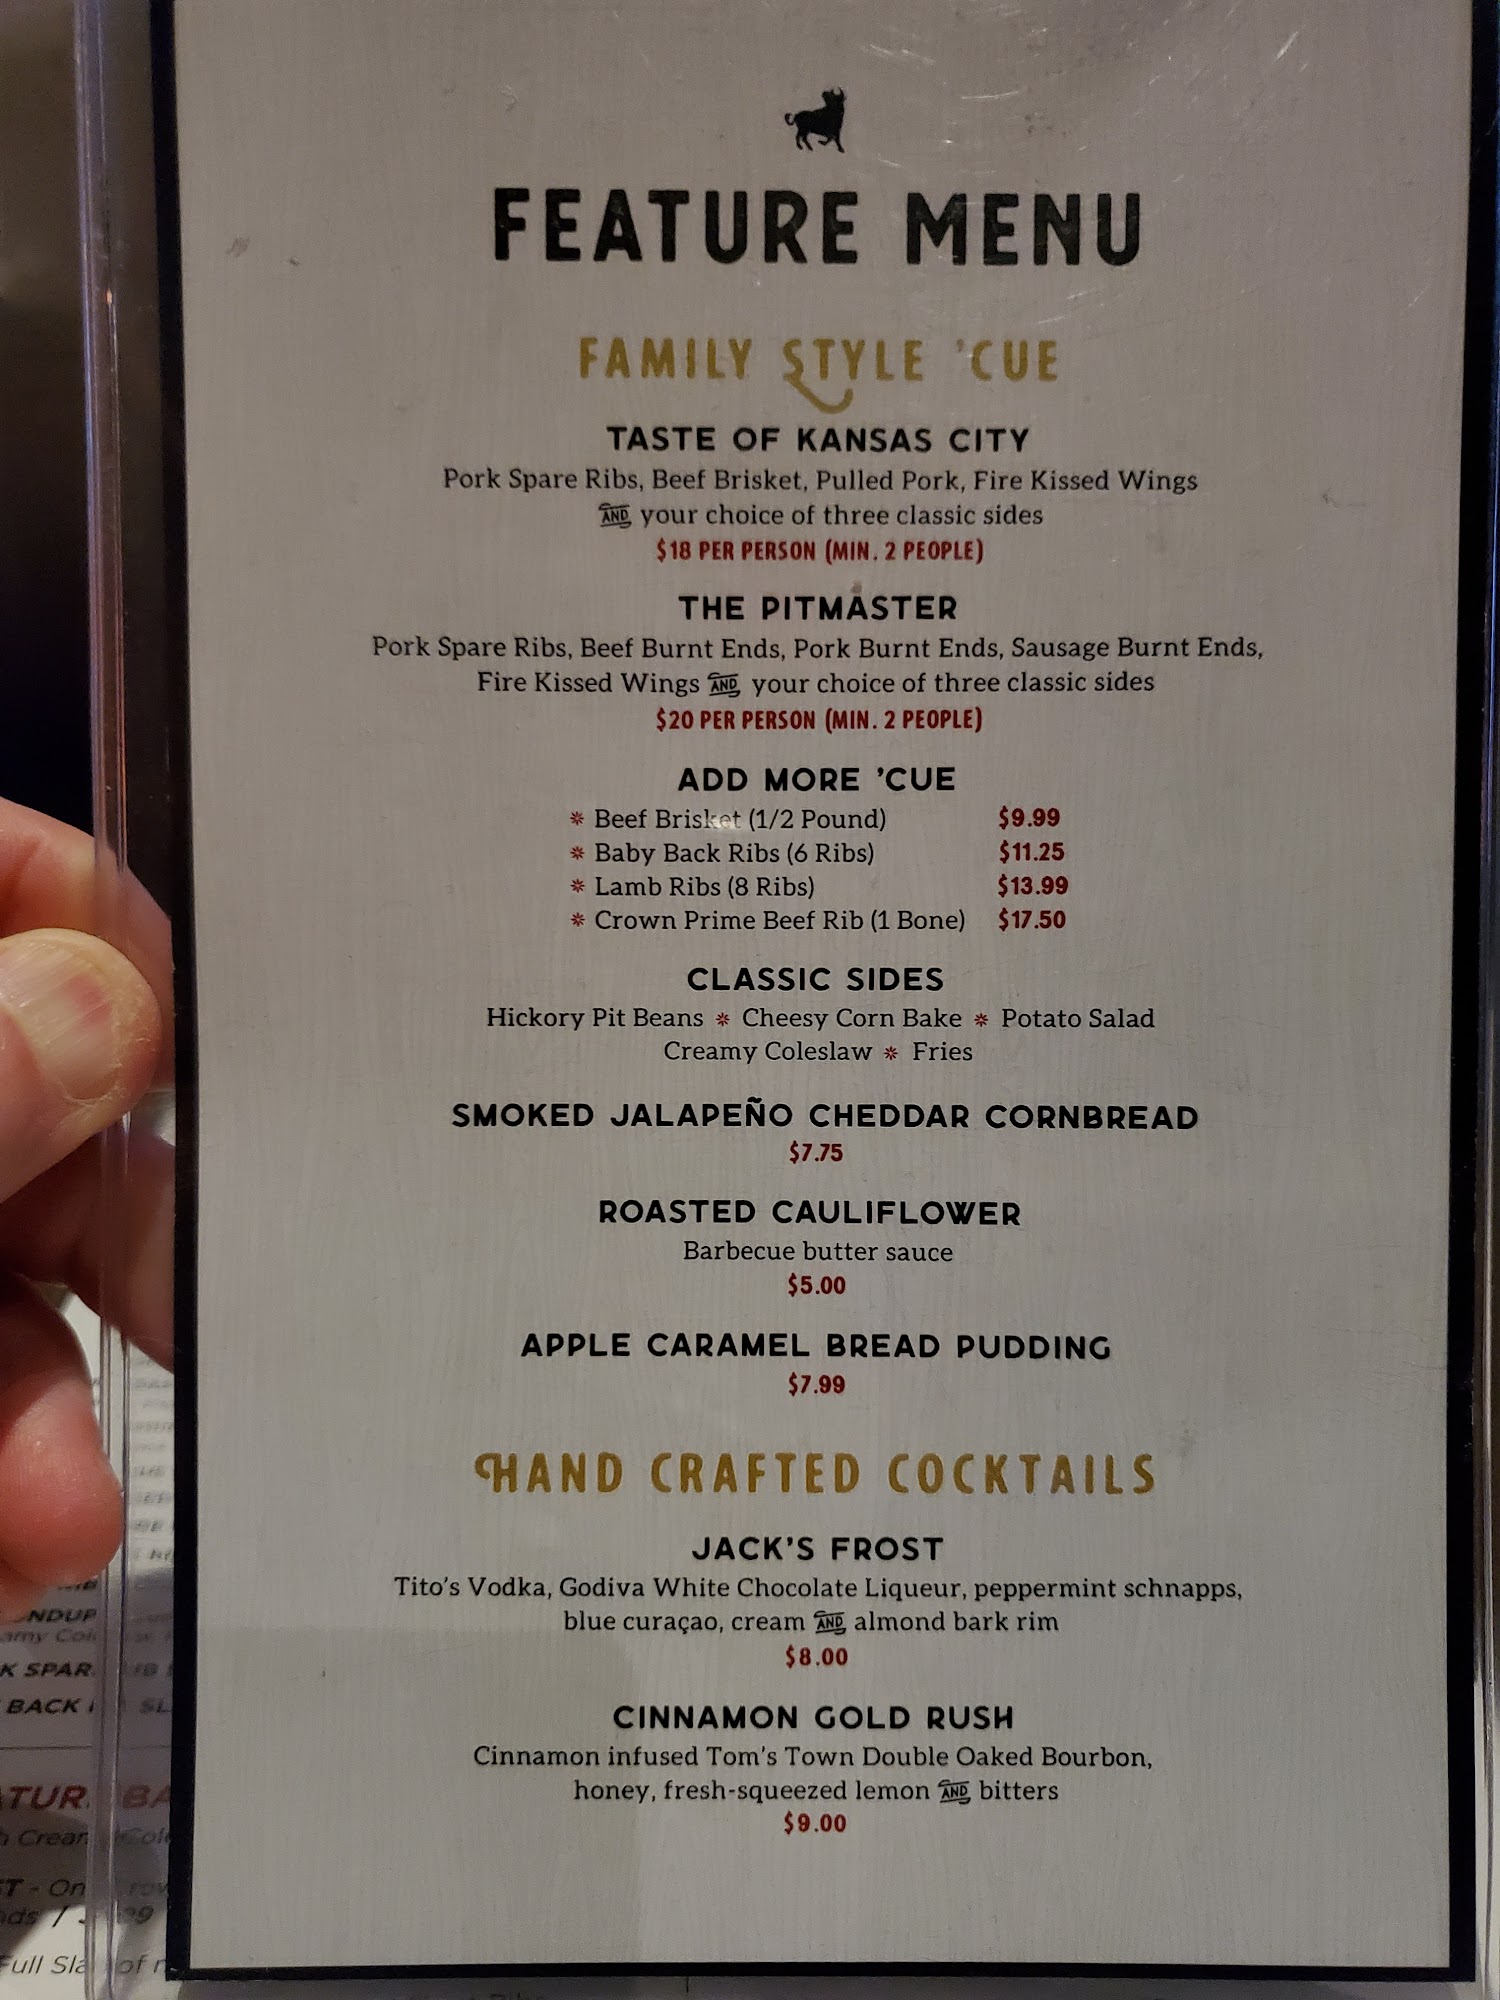 FEATURE MENU
FAMILY STYLE 'CUE
TASTE OF KANSAS CITY
Pork Spare Ribs, Beef Brisket, Pulled Pork, Fire Kissed Wings
AND your choice of three classic sides
$18 PER PERSON (MIN. 2 PEOPLE)
THE PITMASTER
Pork Spare Ribs, Beef Burnt Ends, Pork Burnt Ends, Sausage Burnt Ends,
Fire Kissed Wings AND your choice of three classic sides
$20 PER PERSON (MIN. 2 PEOPLE)
ADD MORE 'CUE
Beef Brisket (1/2 Pound) $9.99
Baby Back Ribs (6 Ribs) $11.25
Lamb Ribs (8 Ribs) $13.99
Crown Prime Beef Rib (1 Bone) $17.50
CLASSIC SIDES
Hickory Pit Beans * Cheesy Corn Bake * Potato Salad
Creamy Coleslaw * Fries
SMOKED JALAPEÑO CHEDDAR CORNBREAD
$7.75
ROASTED CAULIFLOWER
Barbecue butter sauce
$5.00
APPLE CARAMEL BREAD PUDDING
$7.99
HAND CRAFTED COCKTAILS
JACK'S FROST
Tito's Vodka, Godiva White Chocolate Liqueur, peppermint schnapps,
blue curaçao, cream AND almond bark rim
$8.00
CINNAMON GOLD RUSH
Cinnamon infused Tom's Town Double Oaked Bourbon,
honey, fresh-squeezed lemon AND bitters
$9.00
BACK
Full